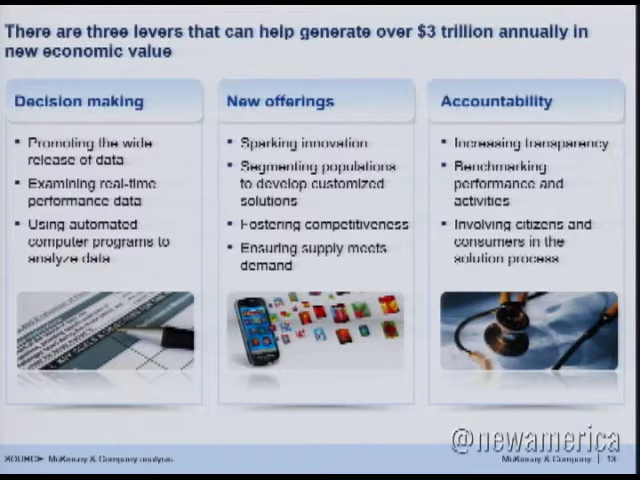 There are three levers that can help generate over $3 trillion annually in
new economic value
Decision making
Promoting the wide
release of data
Examining real-time
performance data
Using automated
computer programs to
analyze data
New offerings
Sparking innovation
Segmenting populations
to develop customized
solutions
Fostering competitiveness
Ensuring supply meets
demand
Accountability
Increasing transparency
Benchmarking
performance and
activities
Involving citizens and
consumers in the
solution process
@newamerica
SOURCE: McKinsey & Company analysis
McKinsey & Company | 13